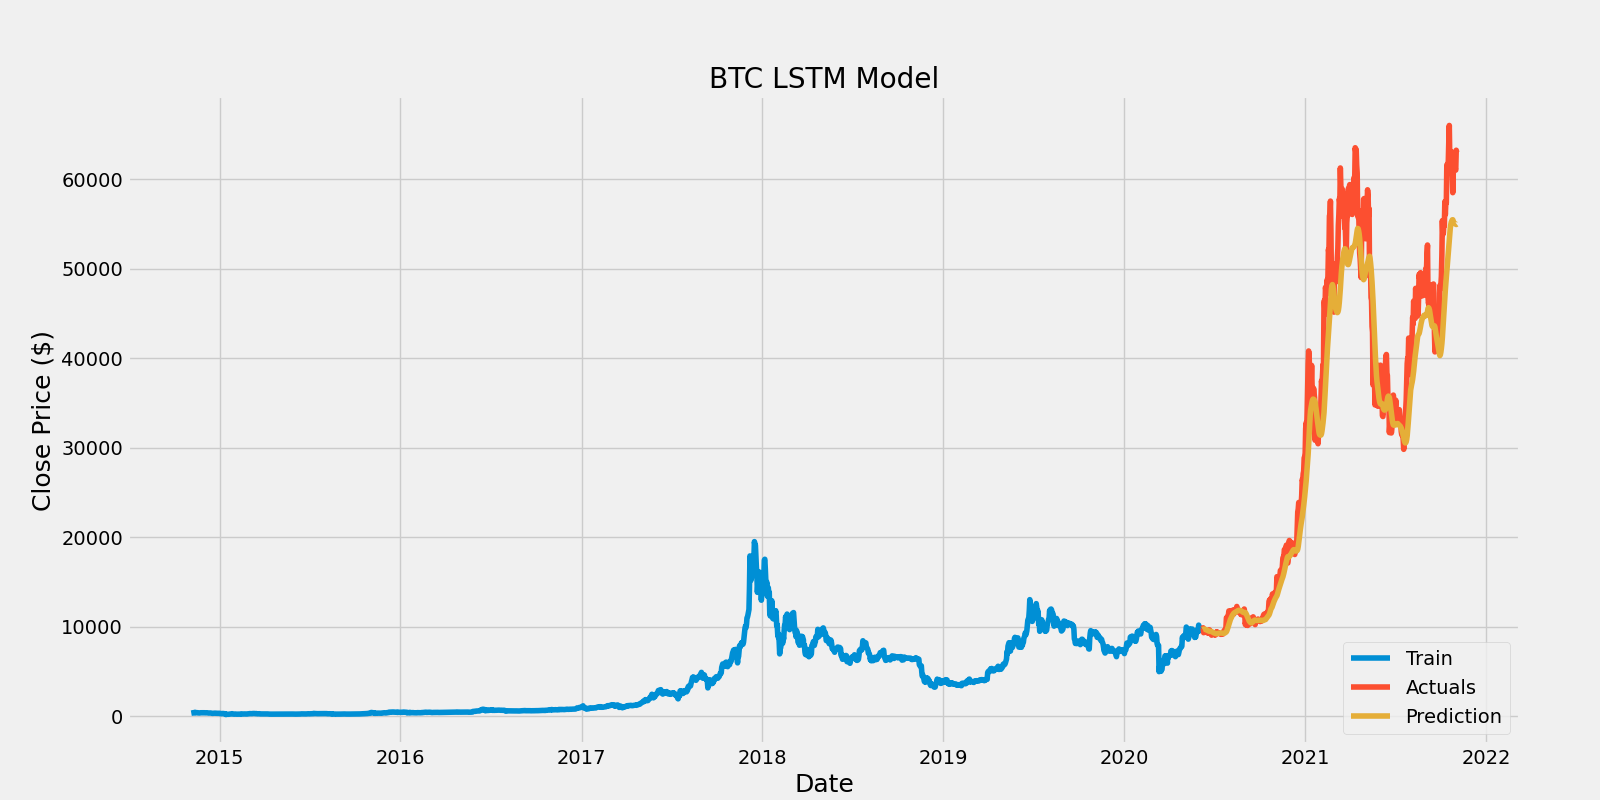 BTC LSTM Model
Close Price ($)
60000
50000
40000
30000
20000
10000
0
2015 2016 2017 2018 2019 2020 2021 2022
Date
Train
Actuals
Prediction